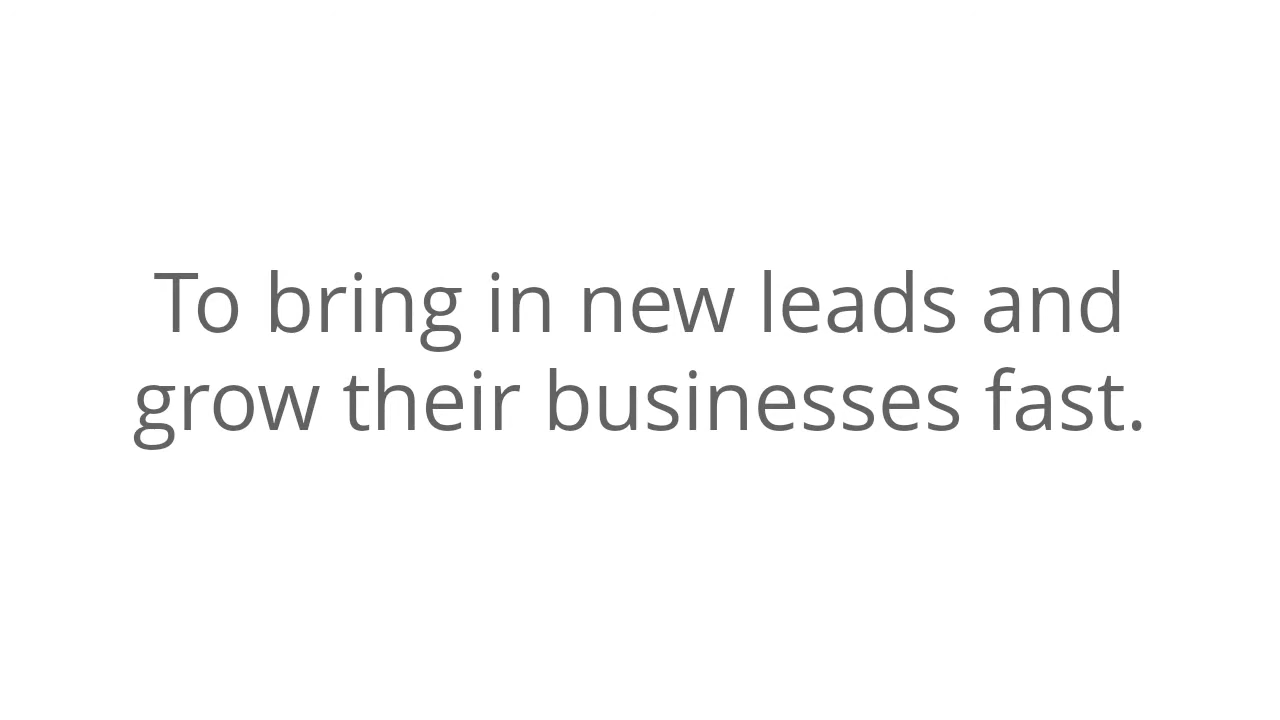 To bring in new leads and
grow their businesses fast.